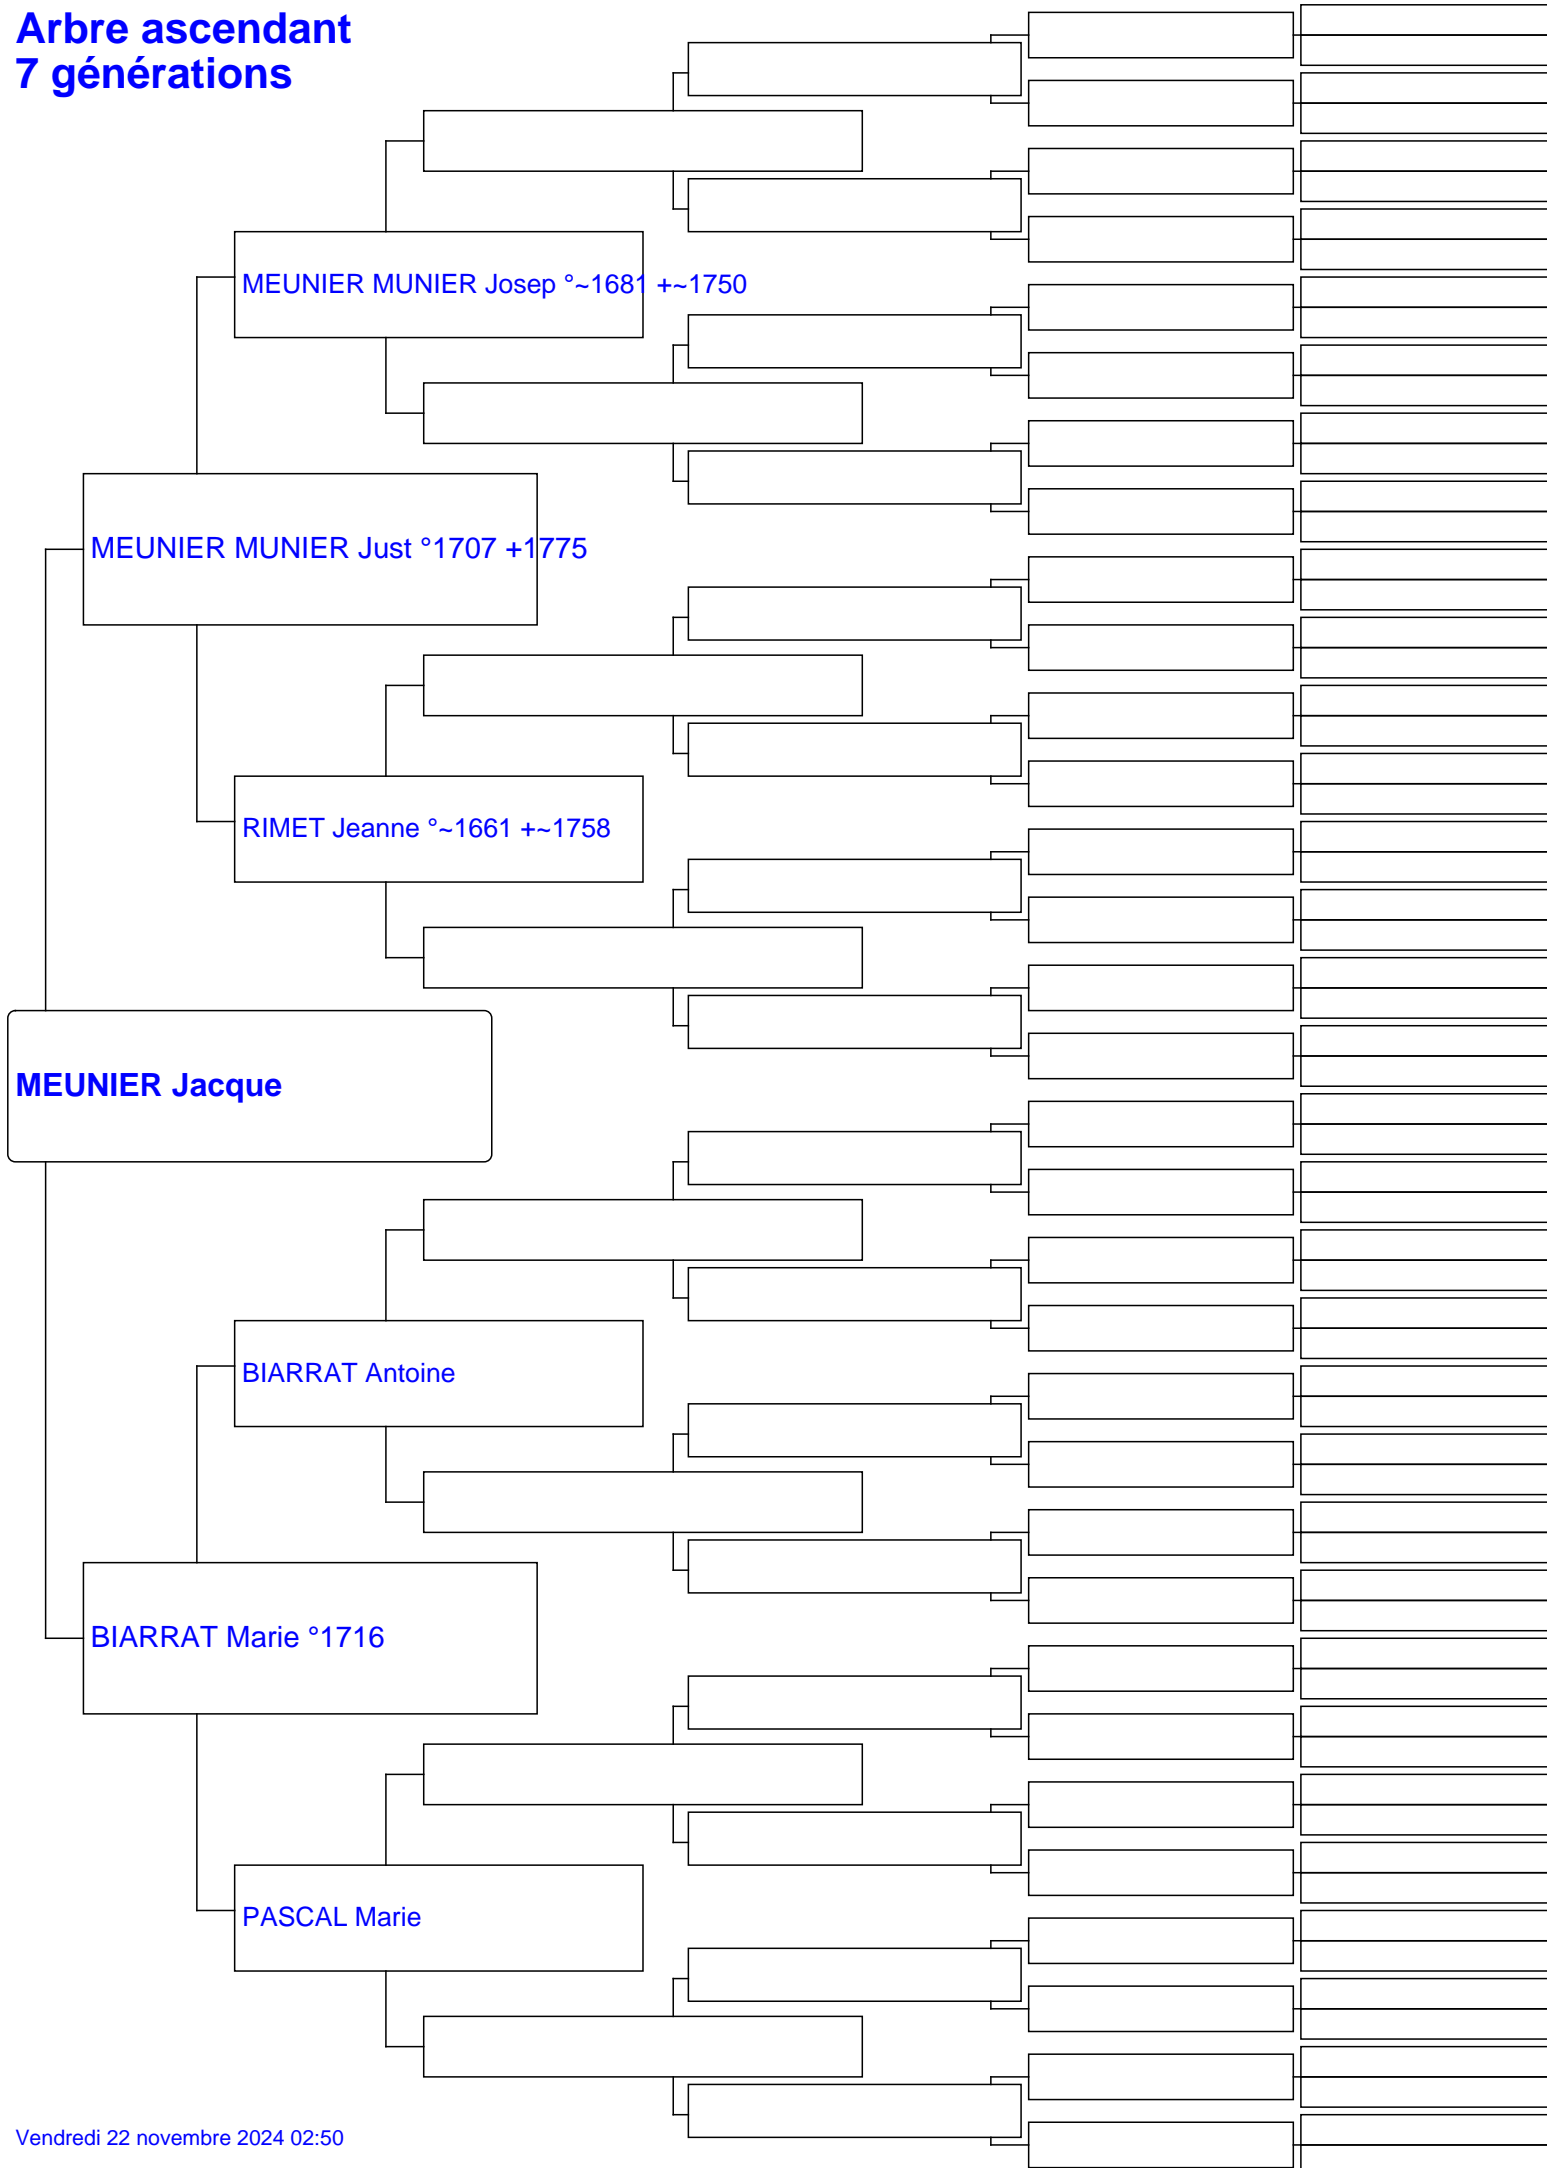 Arbre ascendant
7 générations
MEUNIER MUNIER Josep °~1681 +~1750
MEUNIER MUNIER Just °1707 +1775
RIMET Jeanne °~1661 +~1758
MEUNIER Jacque
BIARRAT Antoine
BIARRAT Marie °1716
PASCAL Marie
Vendredi 22 novembre 2024 02:50